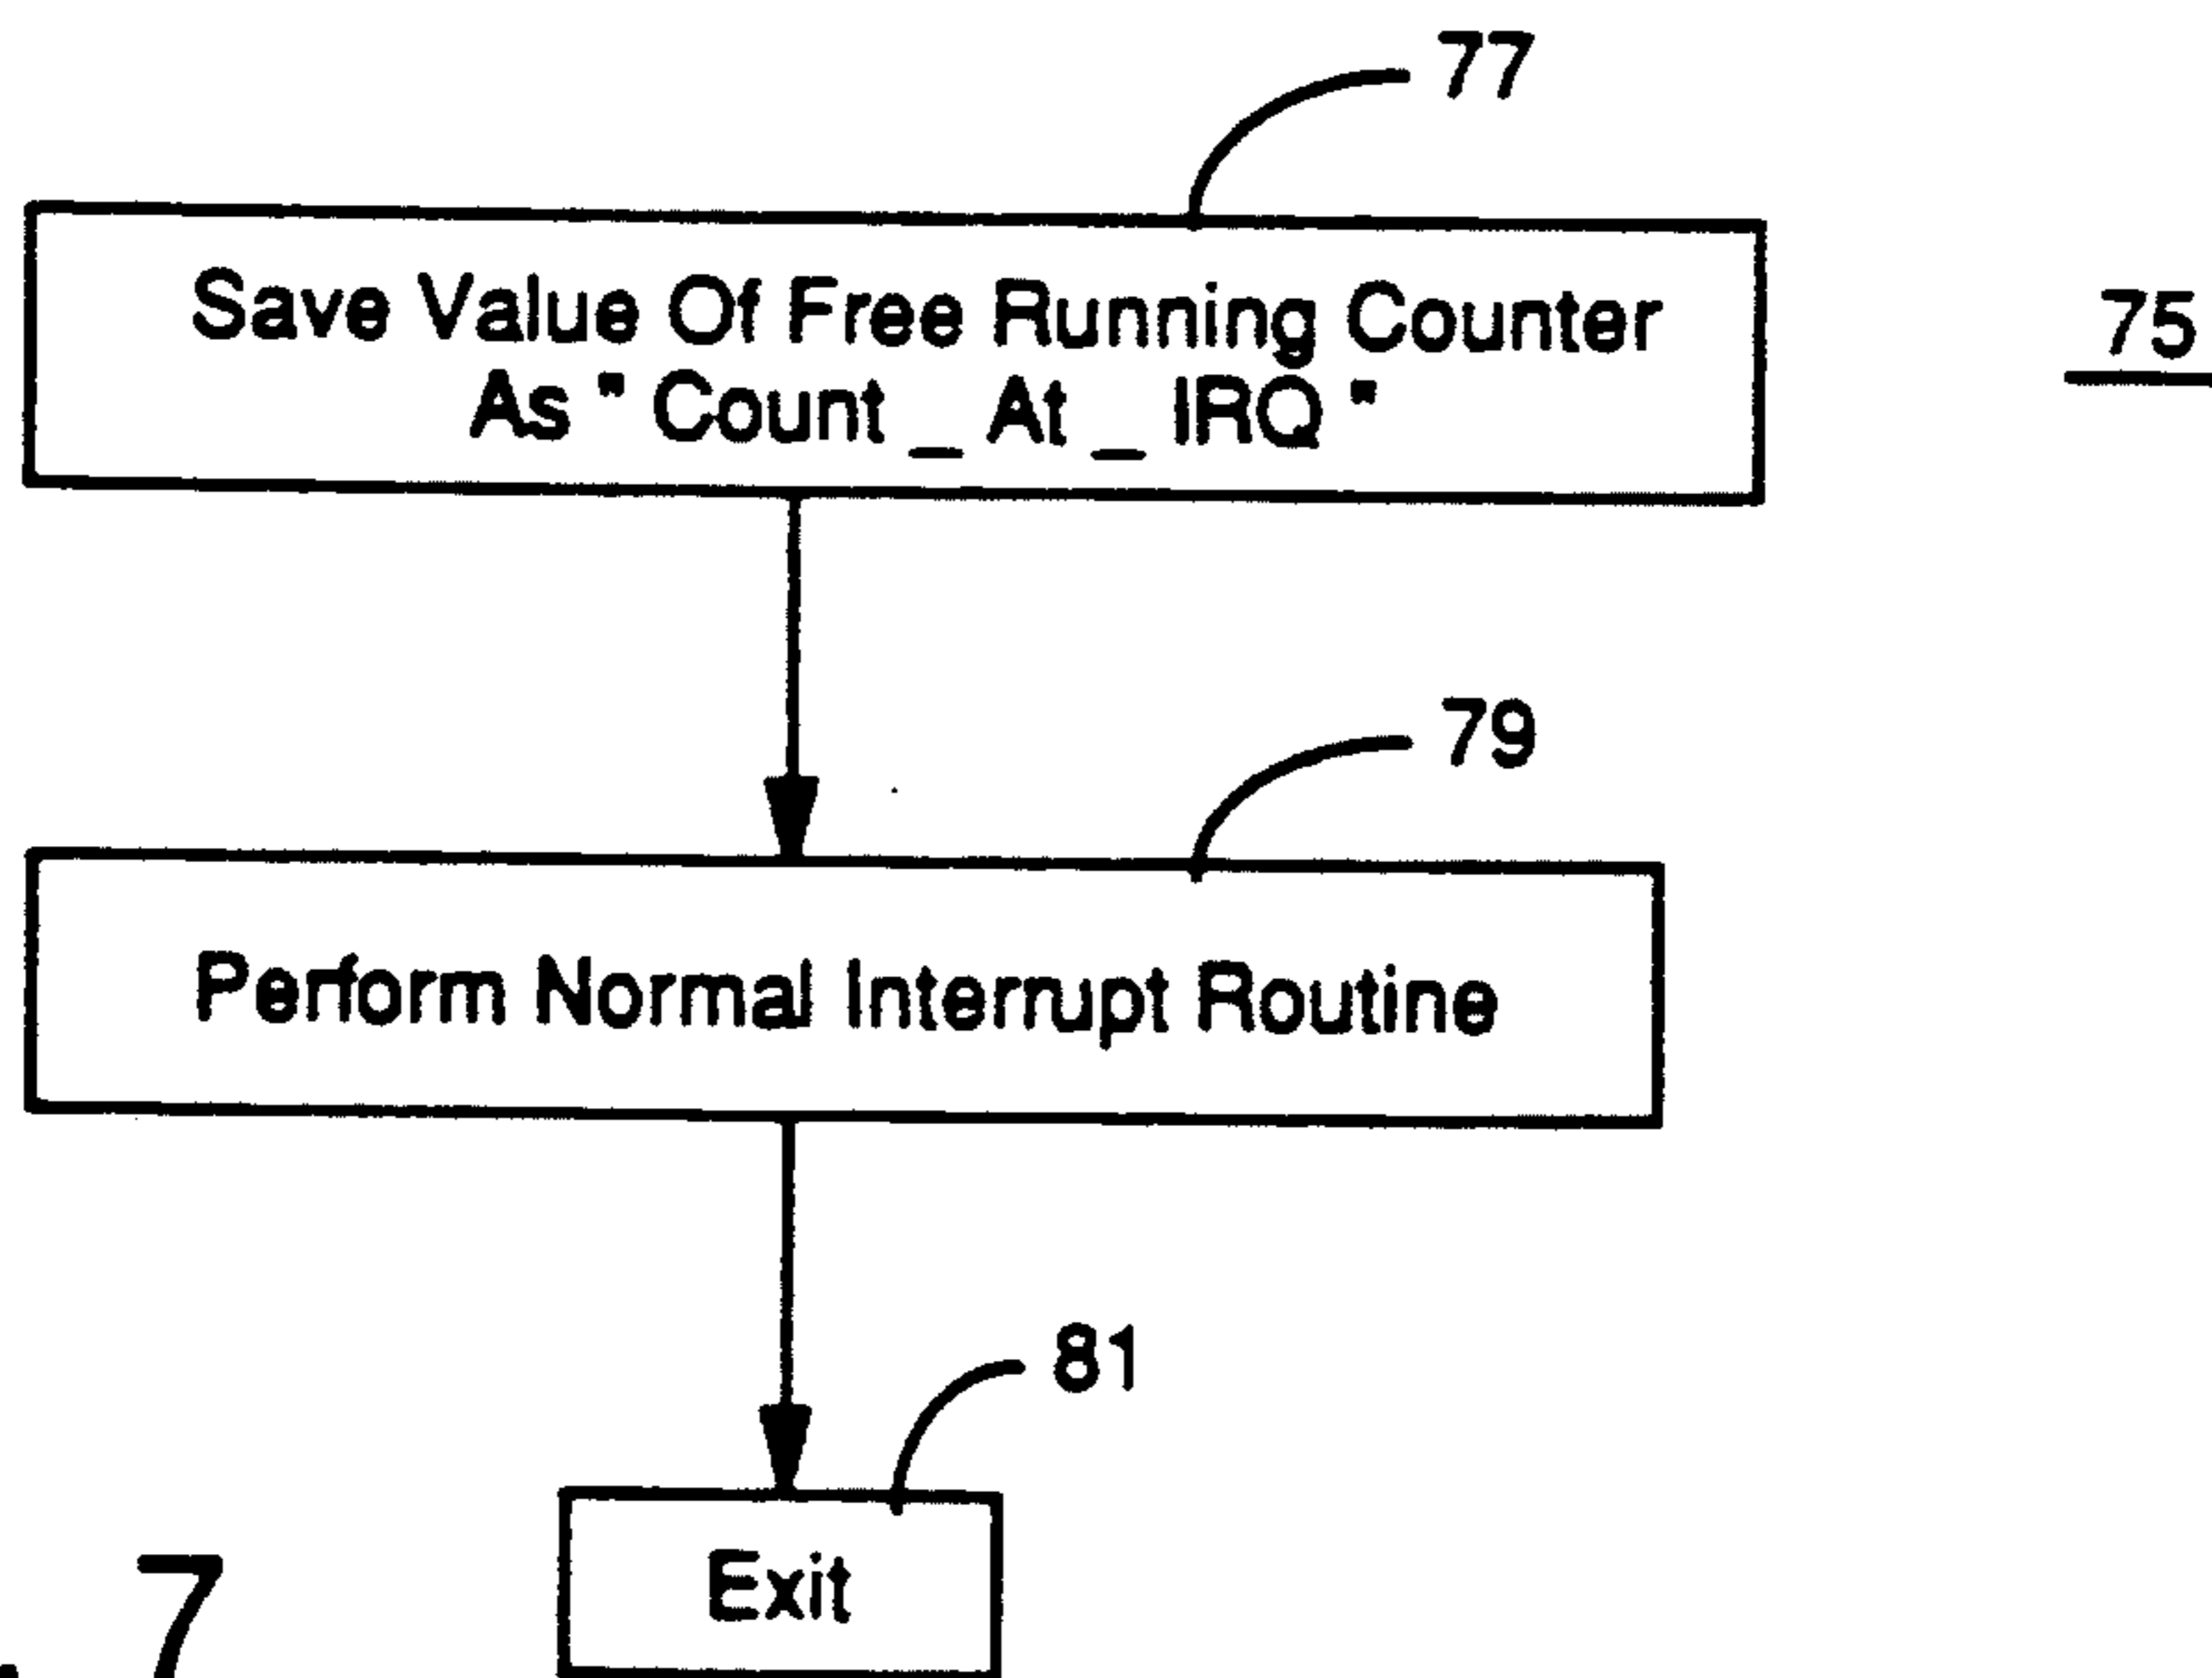 77
Save Value Of Free Running Counter
As " Count _ At _ IRQ "
75
79
Perform Normal Interrupt Routine
81
Exit
7